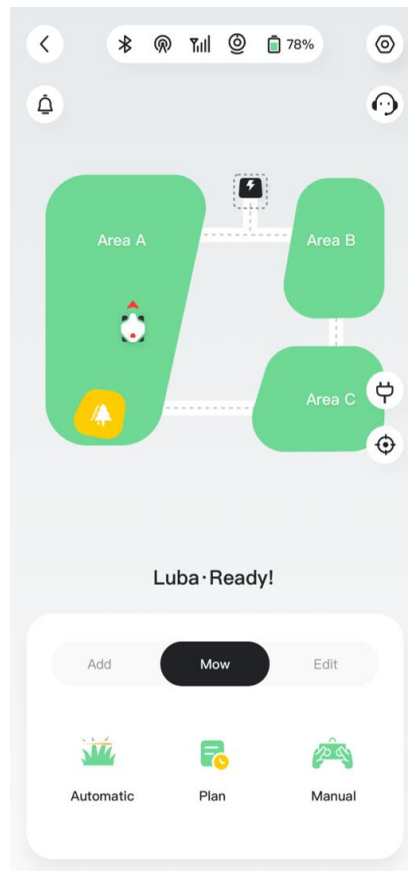 78%
Area A
Area B
Area C
Luba·Ready!
Add
Mow
Edit
Automatic
Plan
Manual